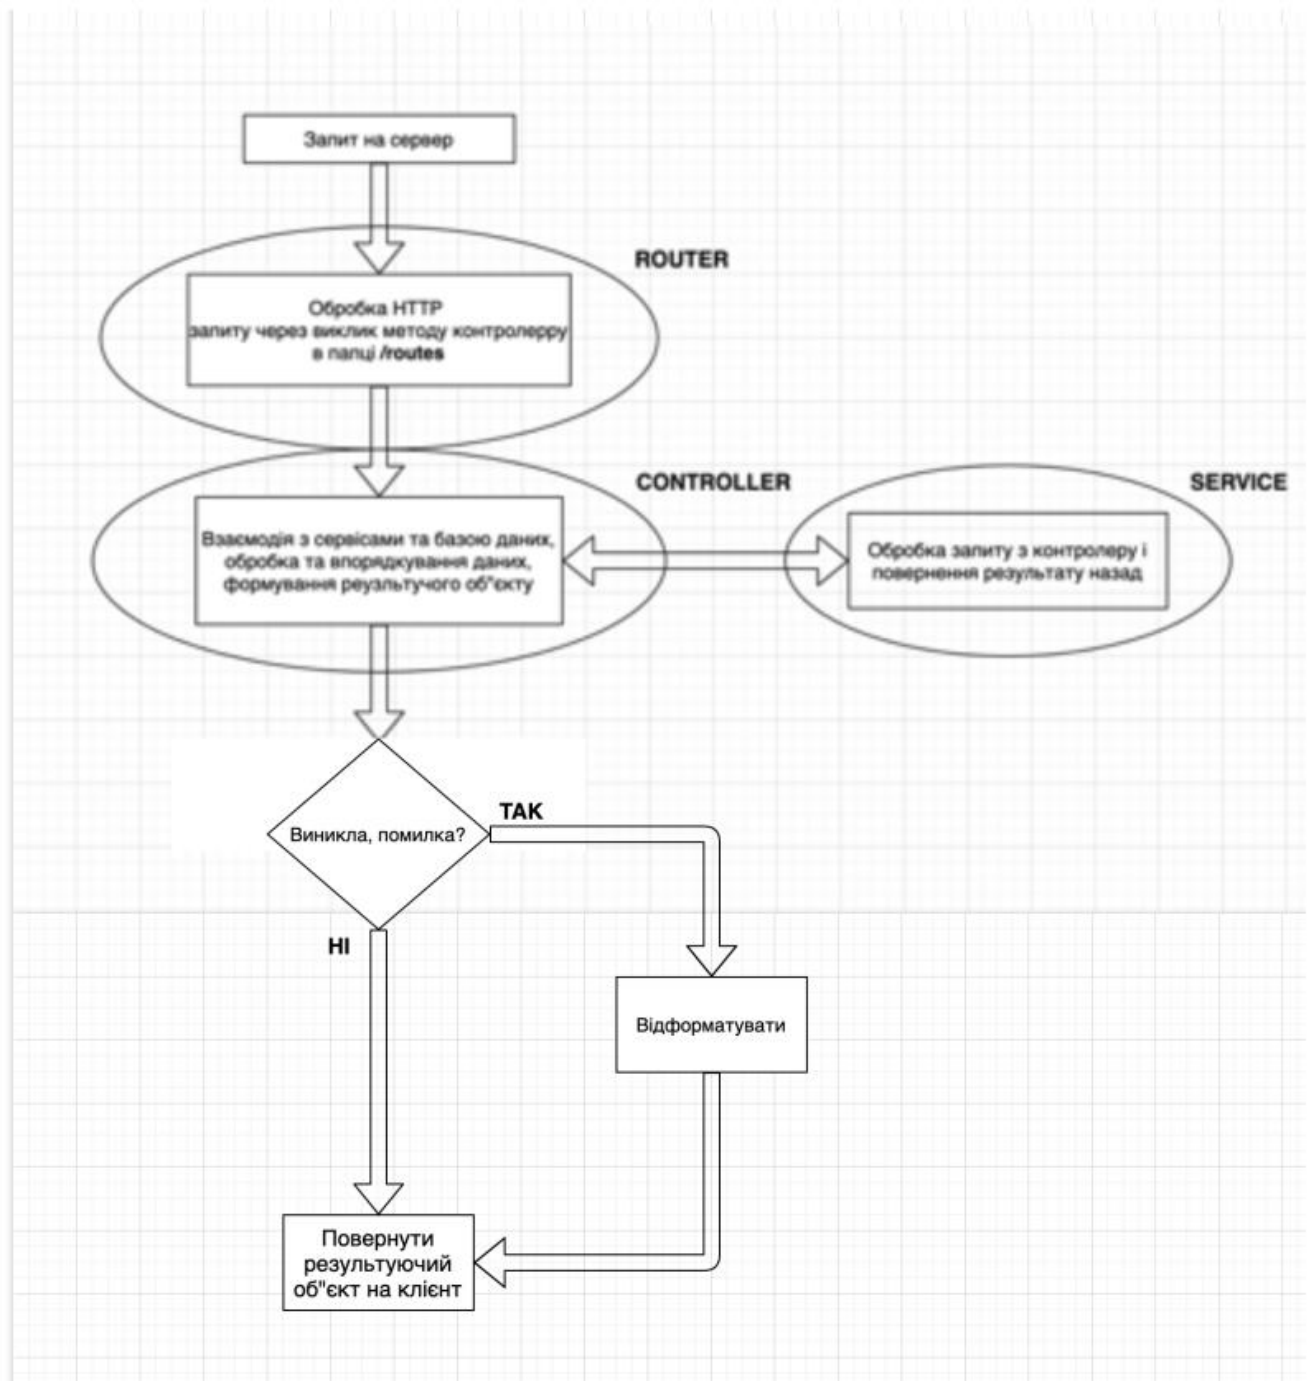 Запит на сервер
ROUTER
Обробка HTTP
запиту через виклик методу контролерру
в папці /routes
CONTROLLER
SERVICE
Взаємодія з сервісами та базою даних,
обробка та впорядкування даних,
формування реузльтучого об"єкту
Обробка запиту з контролеру і
повернення результату назад
ТАК
Виникла, помилка?
НІ
Відформатувати
Повернути
результуючий
об"єкт на клієнт